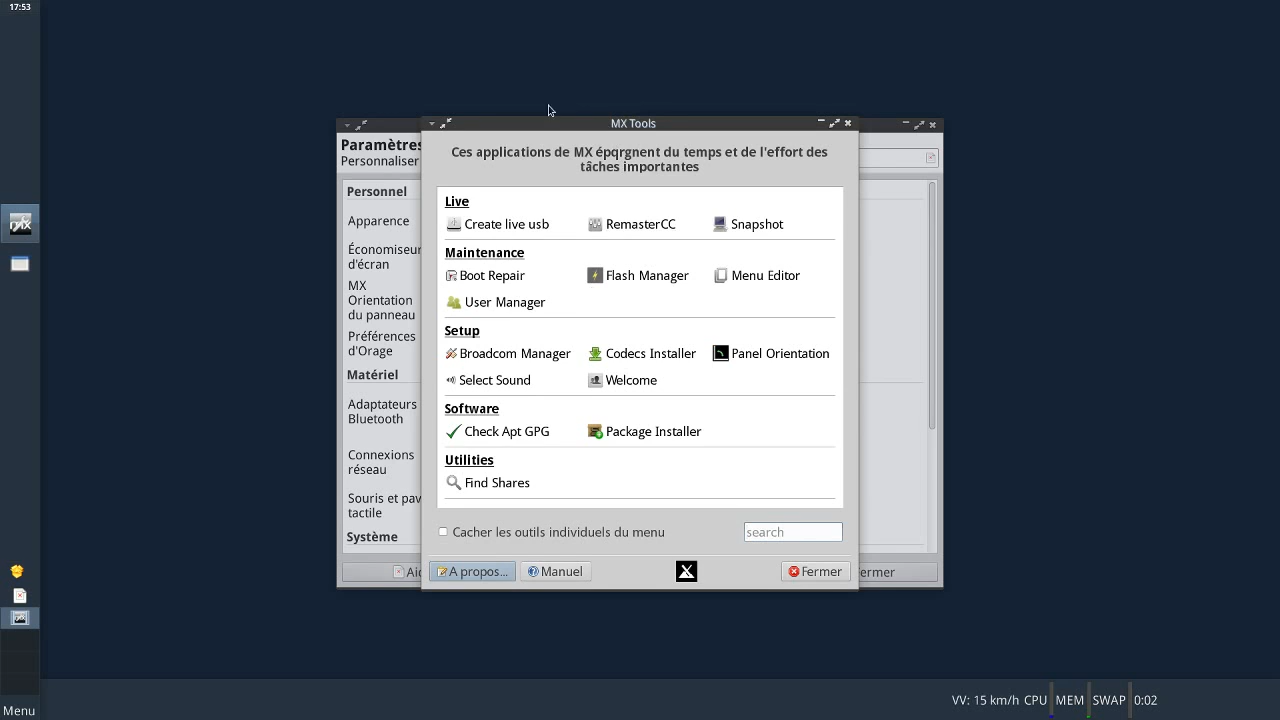 17:53
MX Tools
Paramètres
Personnaliser
Personnel
Apparence
Économiseur
d'écran
MX
Orientation
du panneau
Préférences
d'Orage
Matériel
Adaptateurs
Bluetooth
Connexions
réseau
Souris et pav
tactile
Système
Aid
Ces applications de MX épqrgnent du temps et de l'effort des
tâches importantes
Live
Create live usb RemasterCC Snapshot
Maintenance
Boot Repair Flash Manager Menu Editor
User Manager
Setup
Broadcom Manager Codecs Installer Panel Orientation
Select Sound Welcome
Software
Check Apt GPG Package Installer
Utilities
Find Shares
Cacher les outils individuels du menu search
A propos... Manuel X Fermer
ermer
Menu
VV: 15 km/h CPU MEM SWAP 0:02